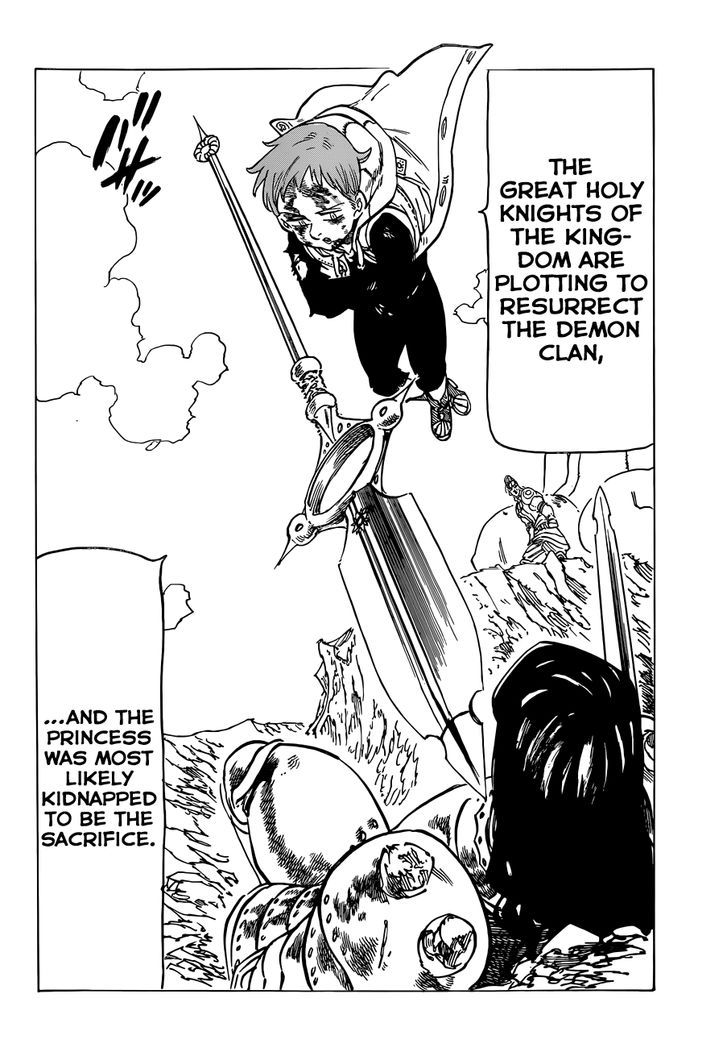 THE
GREAT HOLY
KNIGHTS OF
THE KING-
DOM ARE
PLOTTING TO
RESURRECT
THE DEMON
CLAN,
...AND THE
PRINCESS
WAS MOST
LIKELY
KIDNAPPED
TO BE THE
SACRIFICE.